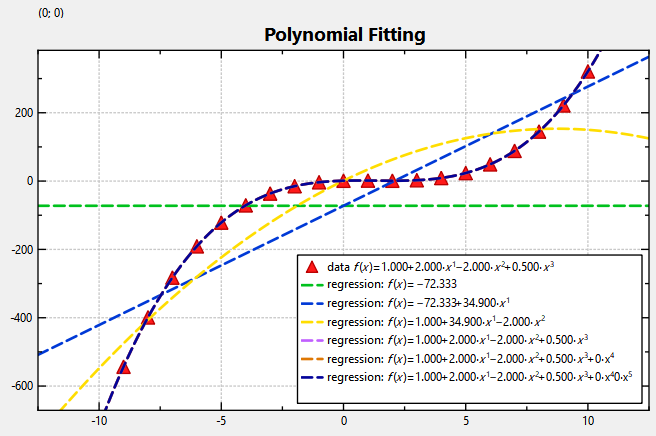 (0; 0)
Polynomial Fitting
200
0
-200
-400
-600
-10
-5
0
5
10
data f(x)=1.000+2.000·x¹−2.000·x²+0.500·x³
regression: f(x)= −72.333
regression: f(x)= −72.333+34.900·x¹
regression: f(x)=1.000+34.900·x¹−2.000·x²
regression: f(x)=1.000+2.000·x¹−2.000·x²+0.500·x³
regression: f(x)=1.000+2.000·x¹−2.000·x²+0.500·x³+0·x⁴
regression: f(x)=1.000+2.000·x¹−2.000·x²+0.500·x³+0·x⁴0·x⁵